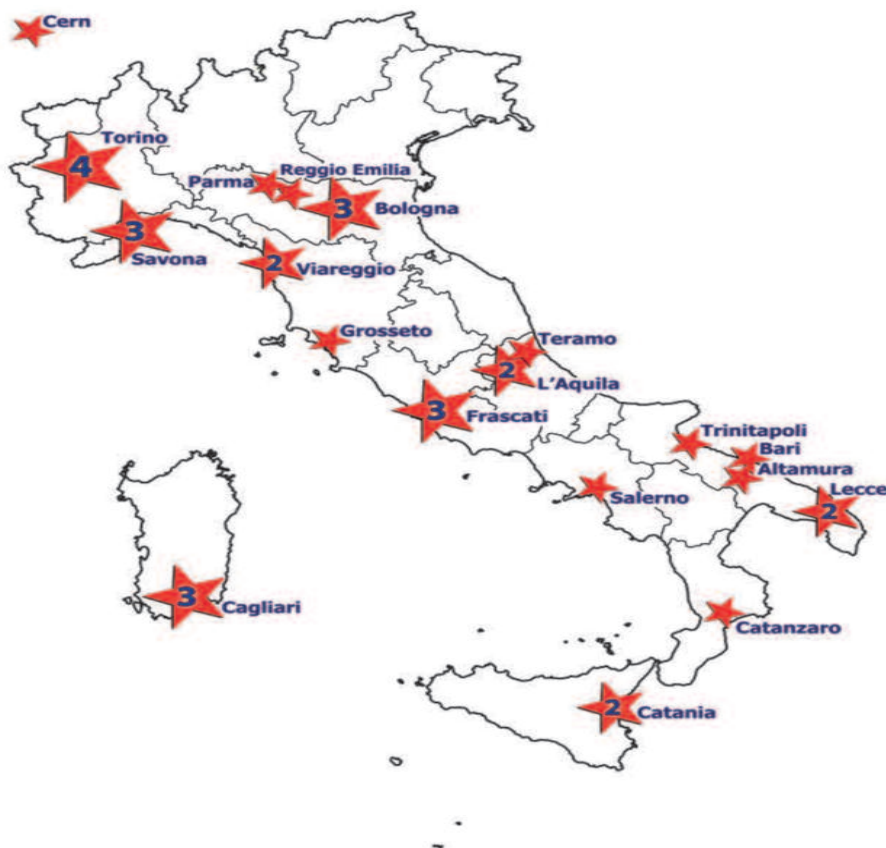 Cern
Torino
4
Reggio Emilia
Parma
3
Bologna
3
Savona
2
Viareggio
Grosseto
Teramo
2
L'Aquila
3
Frascati
Trinitapoli
Bari
Altamura
Lecce
2
Salerno
3
Cagliari
Catanzaro
2
Catania